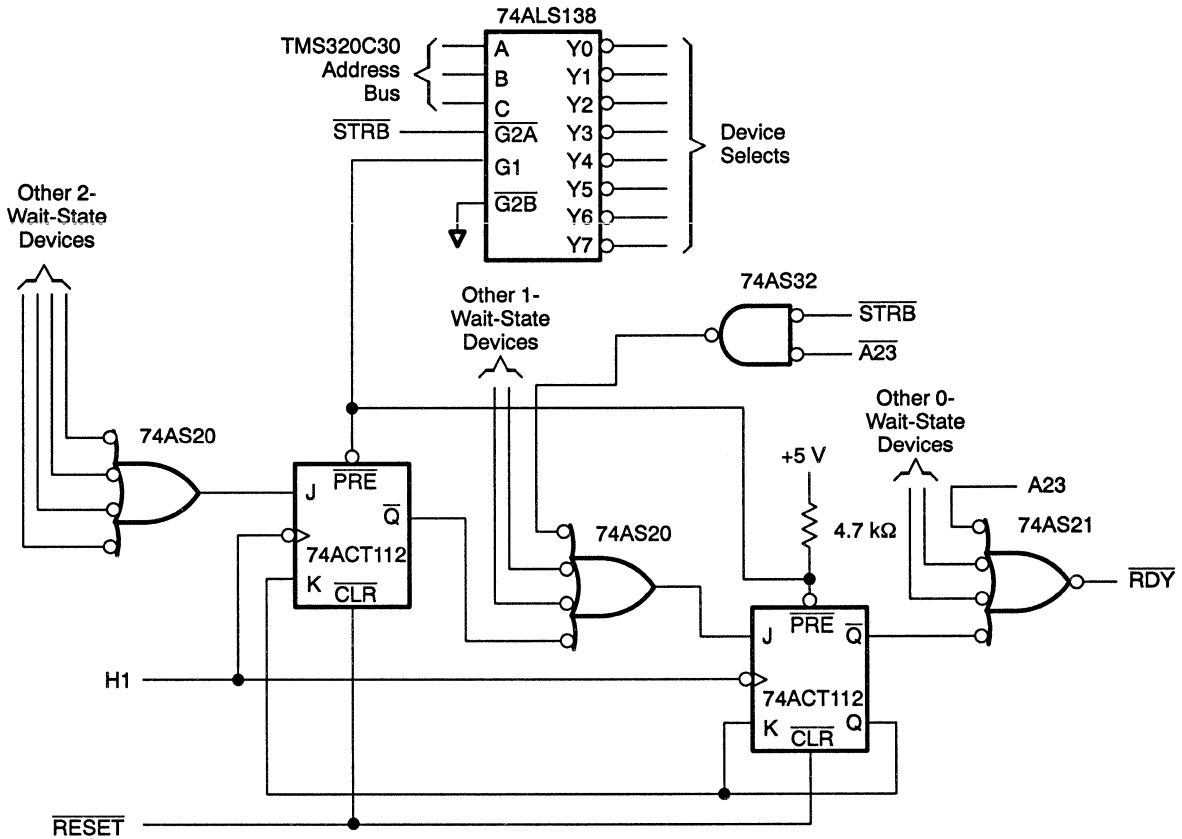 74ALS138
TMS320C30
Address
Bus
A
B
C
STRB
G2A
G1
G2B
Y0
Y1
Y2
Y3
Y4
Y5
Y6
Y7
Device
Selects
Other 2-
Wait-State
Devices
74AS32
STRB
A23
Other 1-
Wait-State
Devices
Other 0-
Wait-State
Devices
74AS20
+5 V
4.7 kΩ
A23
74AS21
RDY
J
PRE
Q
74ACT112
K
CLR
74AS20
J
PRE
Q
74ACT112
K
CLR
Q
H1
RESET